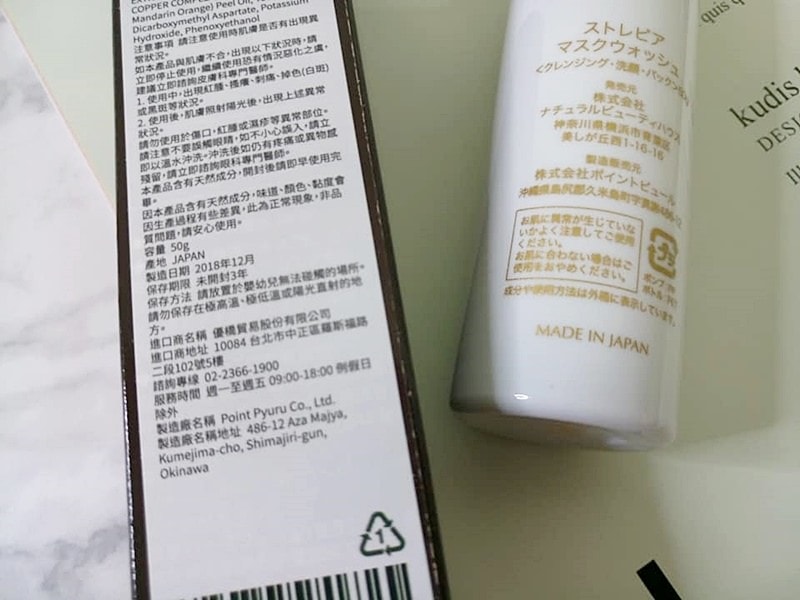 COPPER COMP
Mandarin Orange) Peel Oil,
Dicarboxymethyl Aspartate, Potassium
Hydroxide, Phenoxyethanol
注意事項 請注意使用時肌膚是否有出現異
常狀況。
如本產品與肌膚不合,出現以下狀況時,請
立即停止使用,繼續使用恐有情況惡化之虞,
建議立即諮詢皮膚科專門醫師。
1. 使用中,出現紅腫、搔癢、刺痛、掉色(白斑)
或黑斑等狀況。
2. 使用後,肌膚照射陽光後,出現上述異常
狀況。
請勿使用於傷口,紅腫或濕疹等異常部位。
請注意不要誤觸眼睛,如不小心誤入,請立
即以溫水沖洗。沖洗後如仍有疼痛或異物感
殘留,請立即諮詢眼科專門醫師。
本產品含有天然成分,開封後請即早使用完
畢。
因本產品含有天然成分,味道、顏色、黏度會
因生產過程有些差異,此為正常現象,非品
質問題,請安心使用。
容量 50g
產地 JAPAN
製造日期 2018年12月
保存期限 未開封3年
保存方法 請放置於嬰幼兒無法碰觸的場所。
請勿保存在極高溫、極低溫或陽光直射的地
方。
進口商名稱 優橋貿易股份有限公司
進口商地址 10084 台北市中正區羅斯福路
二段102號5樓
諮詢專線 02-2366-1900
服務時間 週一至週五 09:00-18:00 例假日
除外
製造廠名稱 Point Pyuru Co., Ltd.
製造廠名稱地址 486-12 Aza Majya,
Kumejima-cho, Shimajiri-gun,
Okinawa
1
ストレピア
マスクウォッシュ
<クレンジング・洗顔・パック
発売元
株式会社
ナチュラルビューティハウス
神奈川県横浜市青葉区
美しが丘西1-16-16
製造販売元
株式会社ポイントピュール
沖縄県島尻郡久米島町字真謝486-12
お肌に異常が生じていな
いかよく注意してご使用
ください。
お肌に合わない場合はご
使用をおやめください。
プラ
成分や使用方法は外箱に表示しています。
MADE IN JAPAN
quis
kudis
DESI